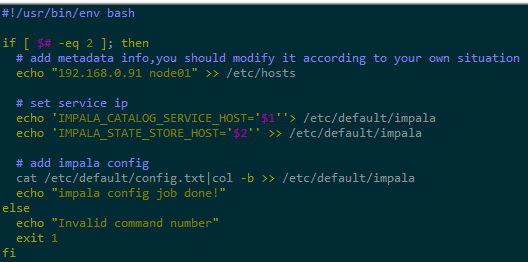 #!/usr/bin/env bash
if [ $# -eq 2 ]; then
# add metadata info,you should modify it according to your own situation
echo "192.168.0.91 node01" >> /etc/hosts
# set service ip
echo 'IMPALA_CATALOG_SERVICE_HOST='$1''> /etc/default/impala
echo 'IMPALA_STATE_STORE_HOST='$2'' >> /etc/default/impala
# add impala config
cat /etc/default/config.txt|col -b >> /etc/default/impala
echo "impala config job done!"
else
echo "Invalid command number"
exit 1
fi